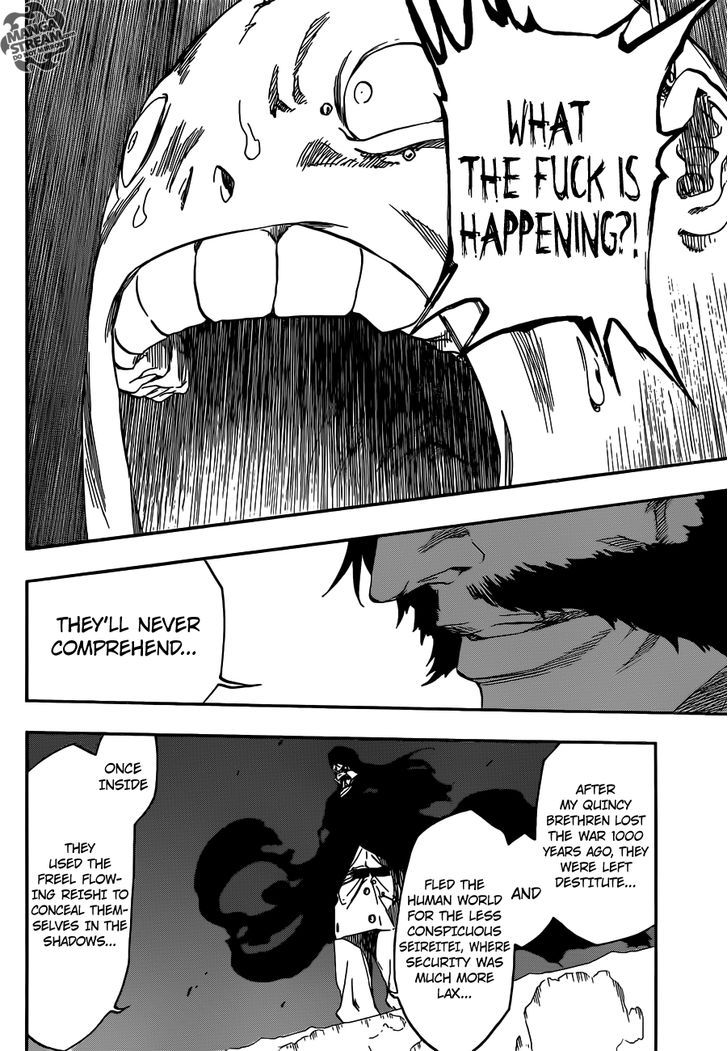 MANGA
STREAM
WHAT
THE FUCK IS
HAPPENING?!
THEY'LL NEVER
COMPREHEND...
AFTER
MY QUINCY
BRETHREN LOST
THE WAR 1000
YEARS AGO, THEY
WERE LEFT
DESTITUTE...
AND
FLED THE
HUMAN WORLD
FOR THE LESS
CONSPICUOUS
SEIREITEI, WHERE
SECURITY WAS
MUCH MORE
LAX...
ONCE
INSIDE
THEY
USED THE
FREEL FLOW-
ING REISHI TO
CONCEAL THEM-
SELVES IN THE
SHADOWS...